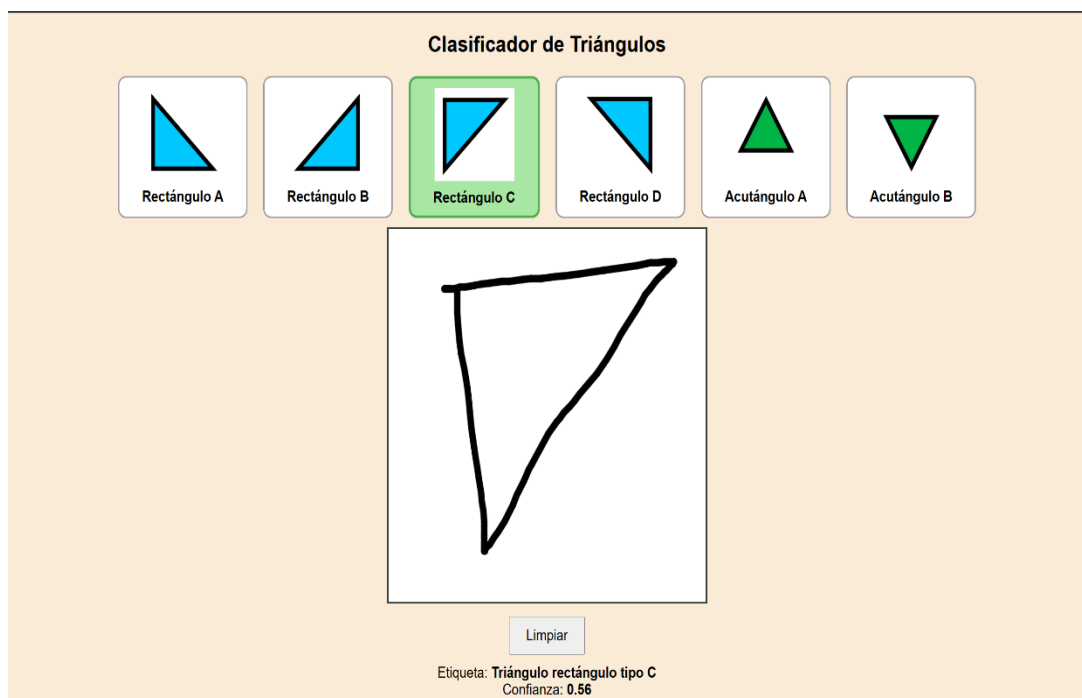 Clasificador de Triángulos
Rectángulo A
Rectángulo B
Rectángulo C
Rectángulo D
Acutángulo A
Acutángulo B
Limpiar
Etiqueta: Triángulo rectángulo tipo C
Confianza: 0.56